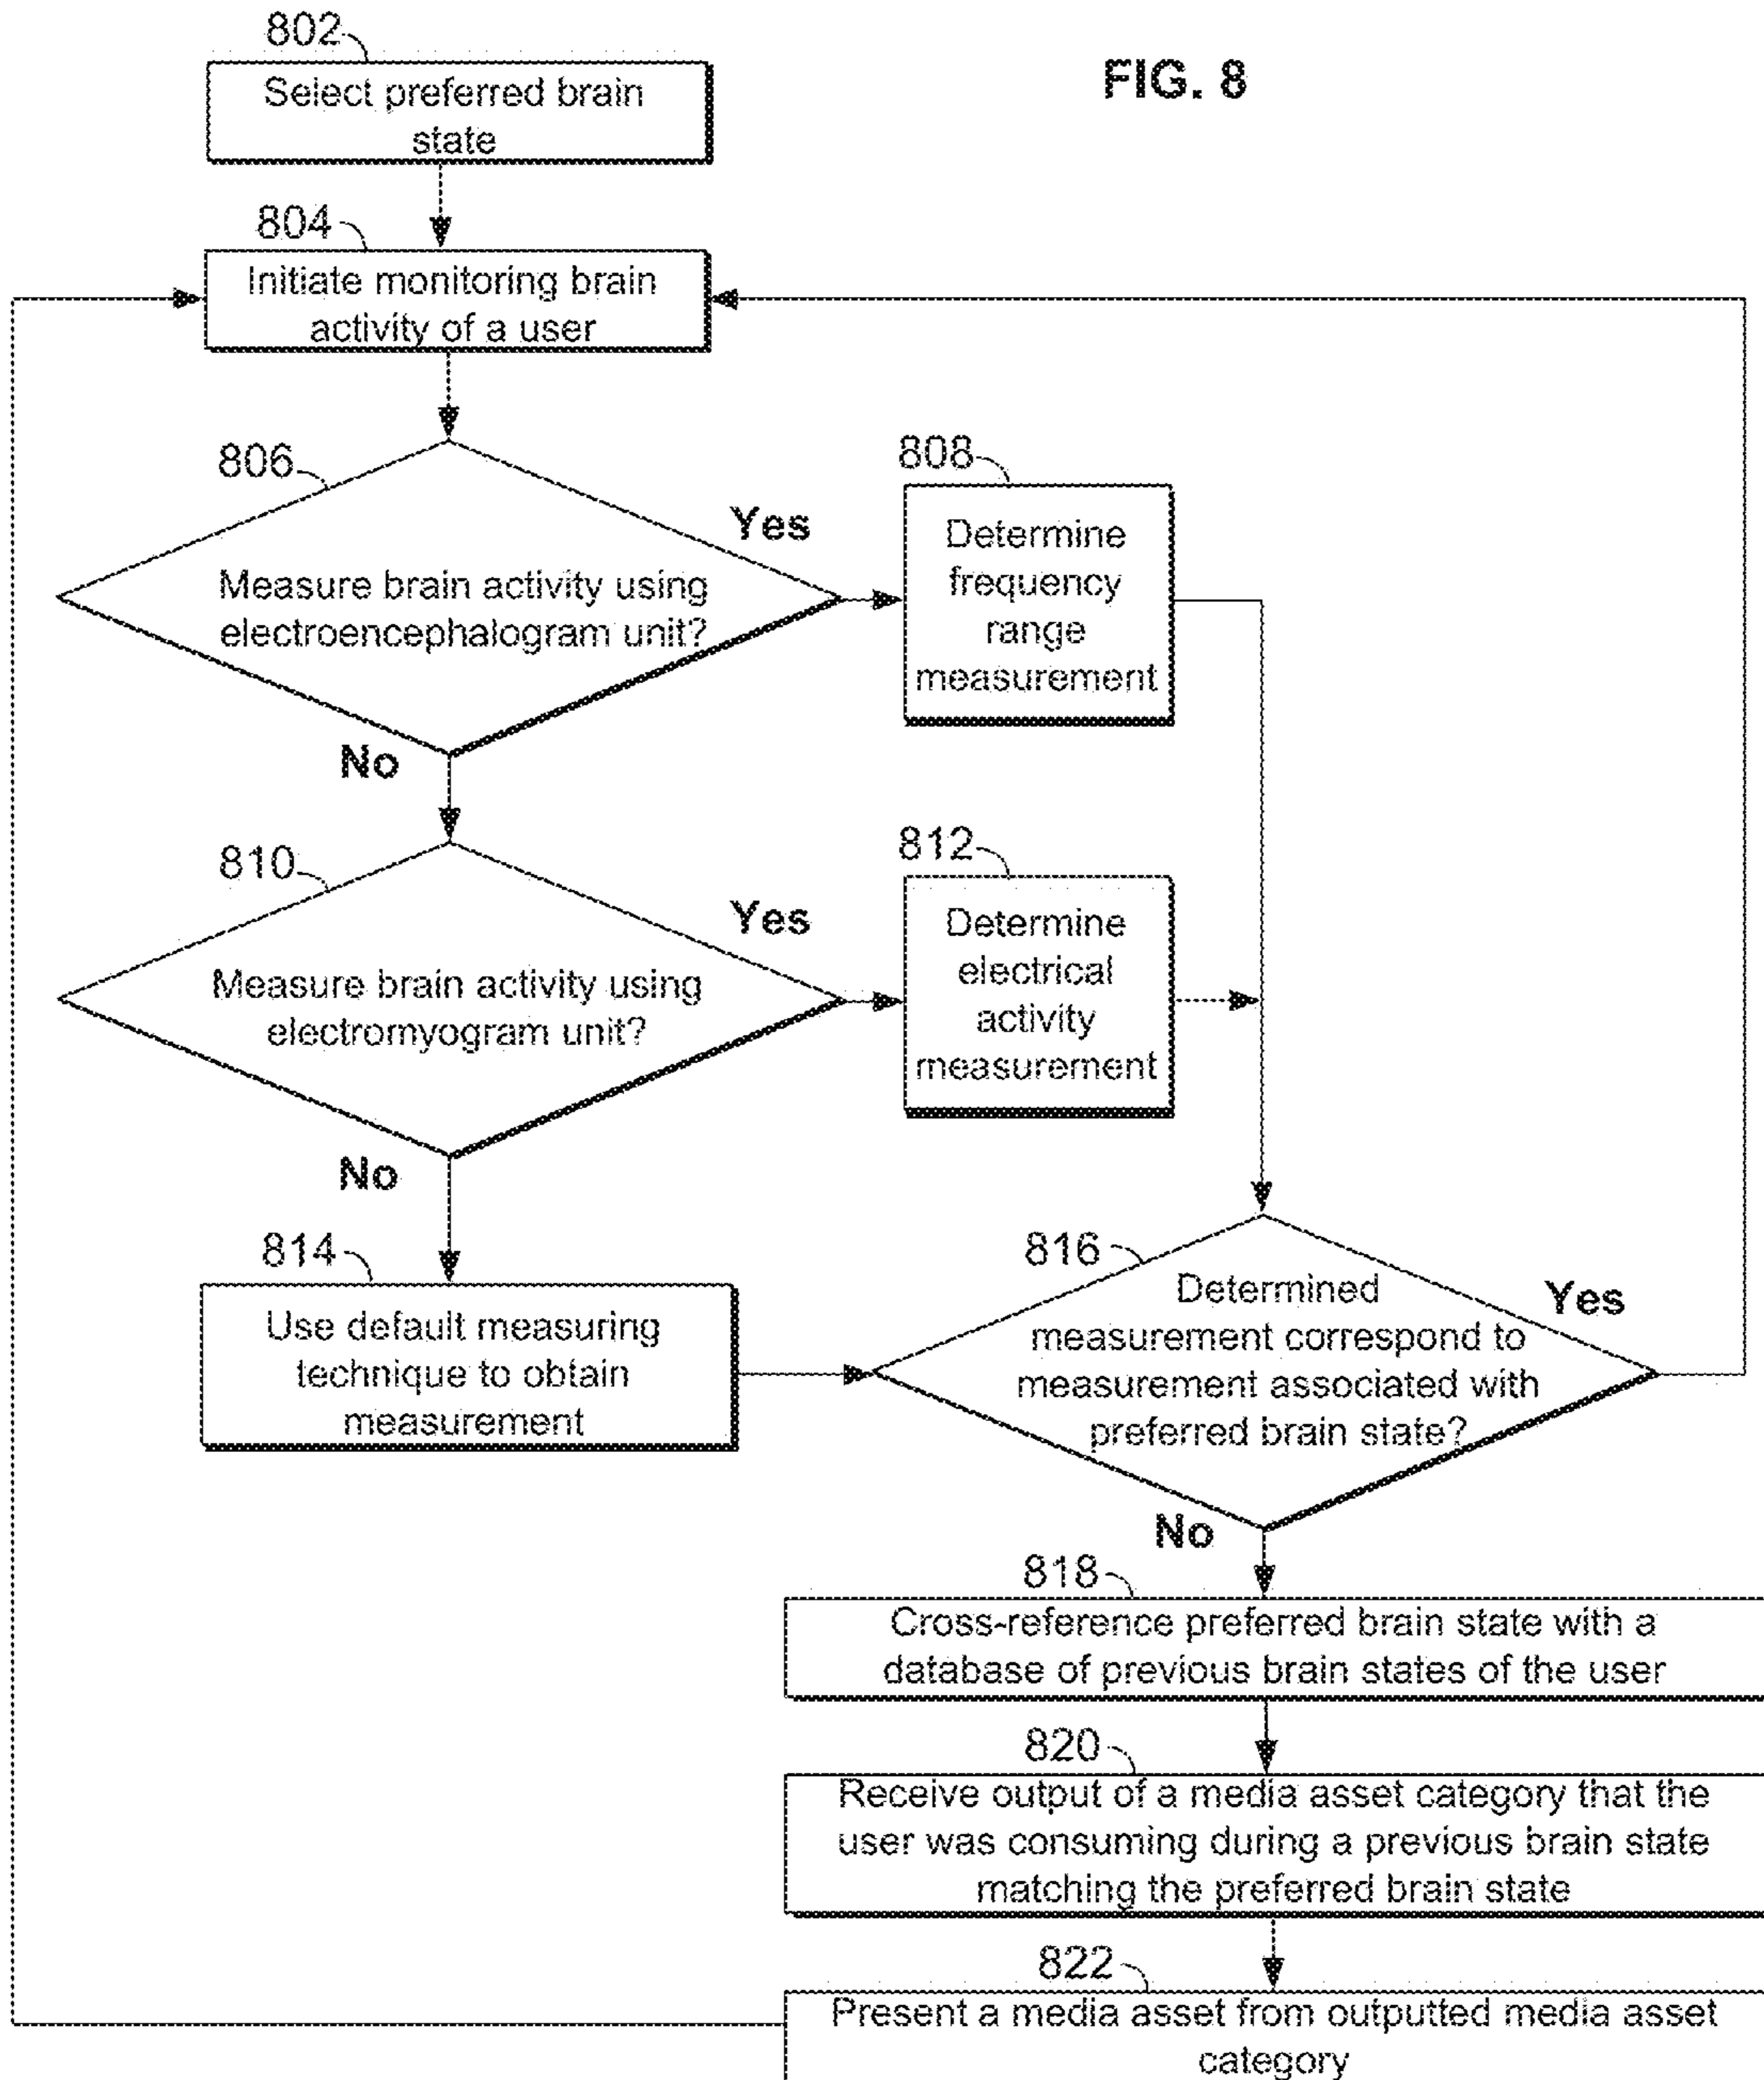 802
FIG. 8
Select preferred brain
state
804
Initiate monitoring brain
activity of a user
806
Yes
Measure brain activity using
electroencephalogram unit?
No
808
Determine
frequency
range
measurement
810
Yes
Measure brain activity using
electromyogram unit?
No
812
Determine
electrical
activity
measurement
814
Use default measuring
technique to obtain
measurement
816
Determined
measurement correspond to
measurement associated with
preferred brain state?
Yes
No
818
Cross-reference preferred brain state with a
database of previous brain states of the user
820
Receive output of a media asset category that the
user was consuming during a previous brain state
matching the preferred brain state
822
Present a media asset from outputted media asset
category